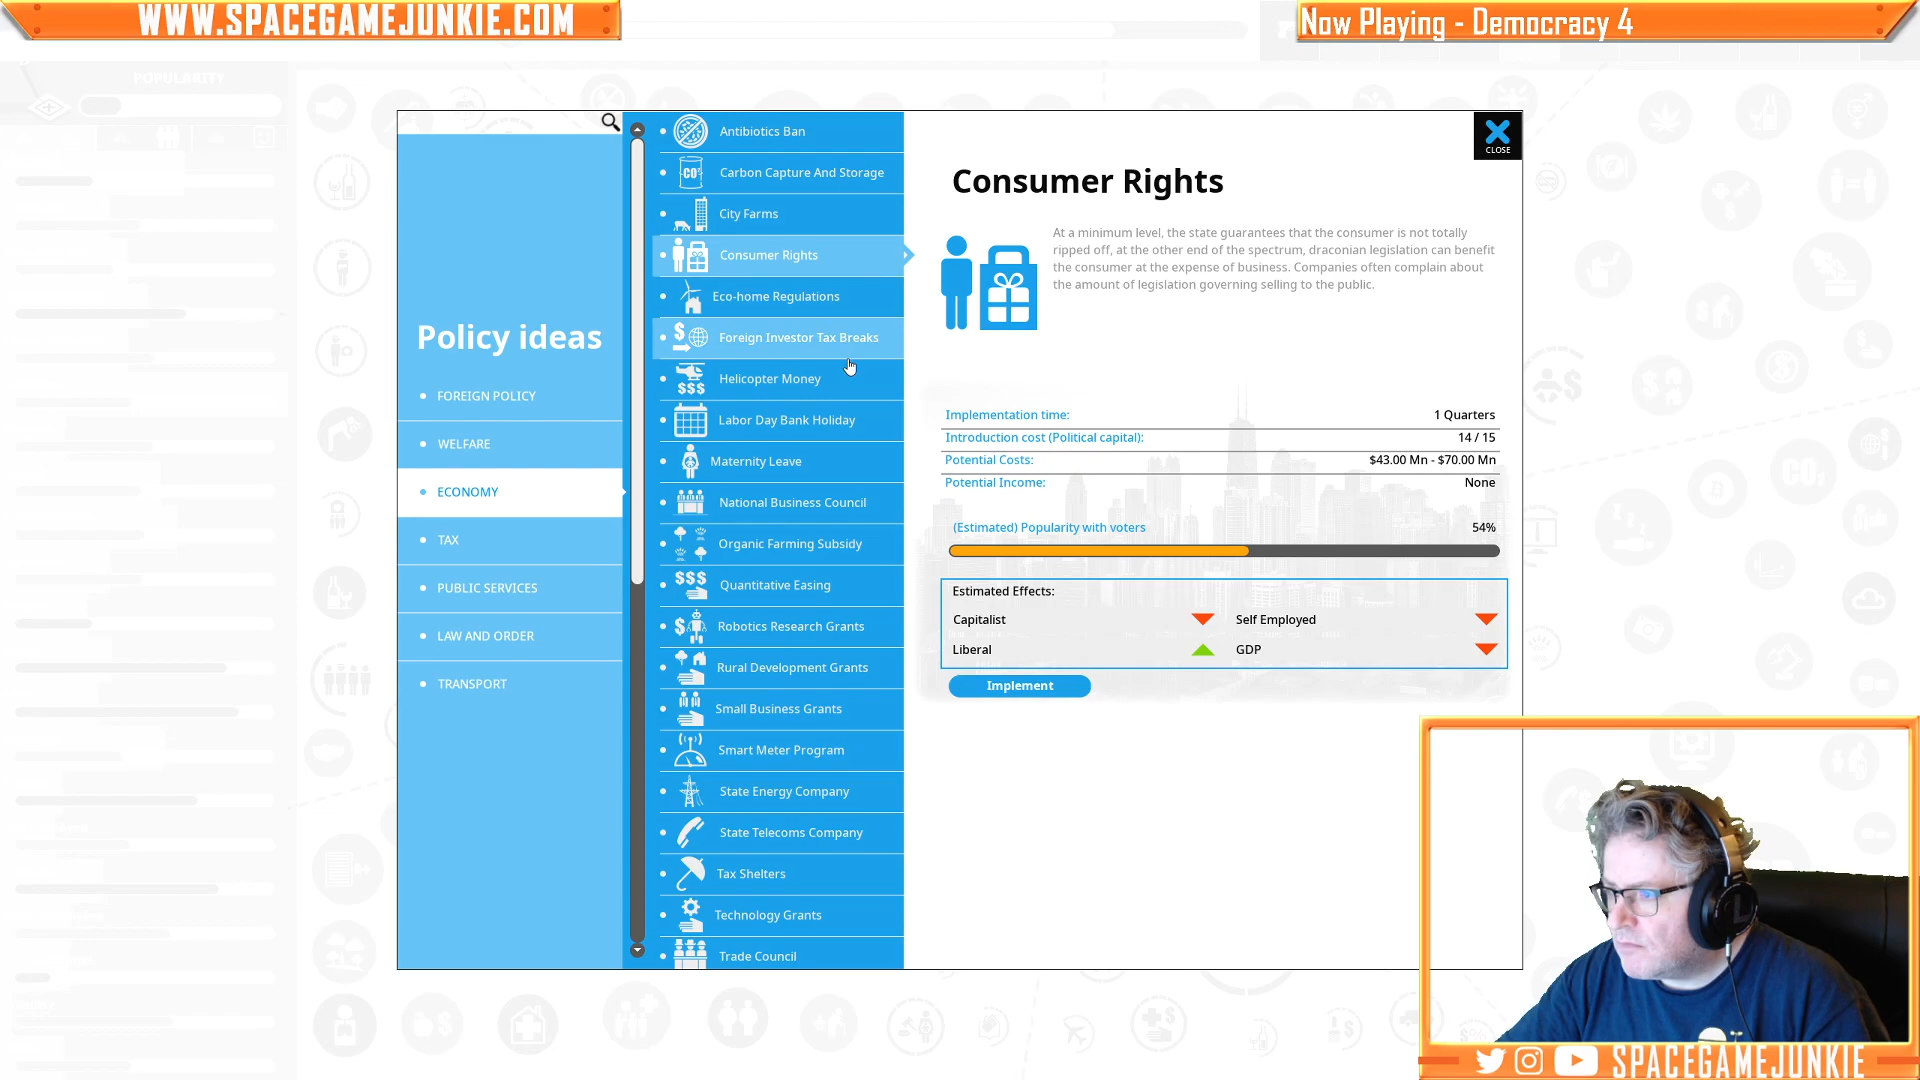 WWW.SPACEGAMEJUNKIE.COM
Now Playing - Democracy 4
POPULARITY
Policy ideas
FOREIGN POLICY
WELFARE
ECONOMY
TAX
PUBLIC SERVICES
LAW AND ORDER
TRANSPORT
Antibiotics Ban
Carbon Capture And Storage
City Farms
Consumer Rights
Eco-home Regulations
Foreign Investor Tax Breaks
Helicopter Money
Labor Day Bank Holiday
Maternity Leave
National Business Council
Organic Farming Subsidy
Quantitative Easing
Robotics Research Grants
Rural Development Grants
Small Business Grants
Smart Meter Program
State Energy Company
State Telecoms Company
Tax Shelters
Technology Grants
Trade Council
CLOSE
Consumer Rights
At a minimum level, the state guarantees that the consumer is not totally
ripped off, at the other end of the spectrum, draconian legislation can benefit
the consumer at the expense of business. Companies often complain about
the amount of legislation governing selling to the public.
Implementation time: 1 Quarters
Introduction cost (Political capital): 14 / 15
Potential Costs: $43.00 Mn - $70.00 Mn
Potential Income: None
(Estimated) Popularity with voters 54%
Estimated Effects:
Capitalist Self Employed
Liberal GDP
Implement
SPACEGAMEJUNKIE